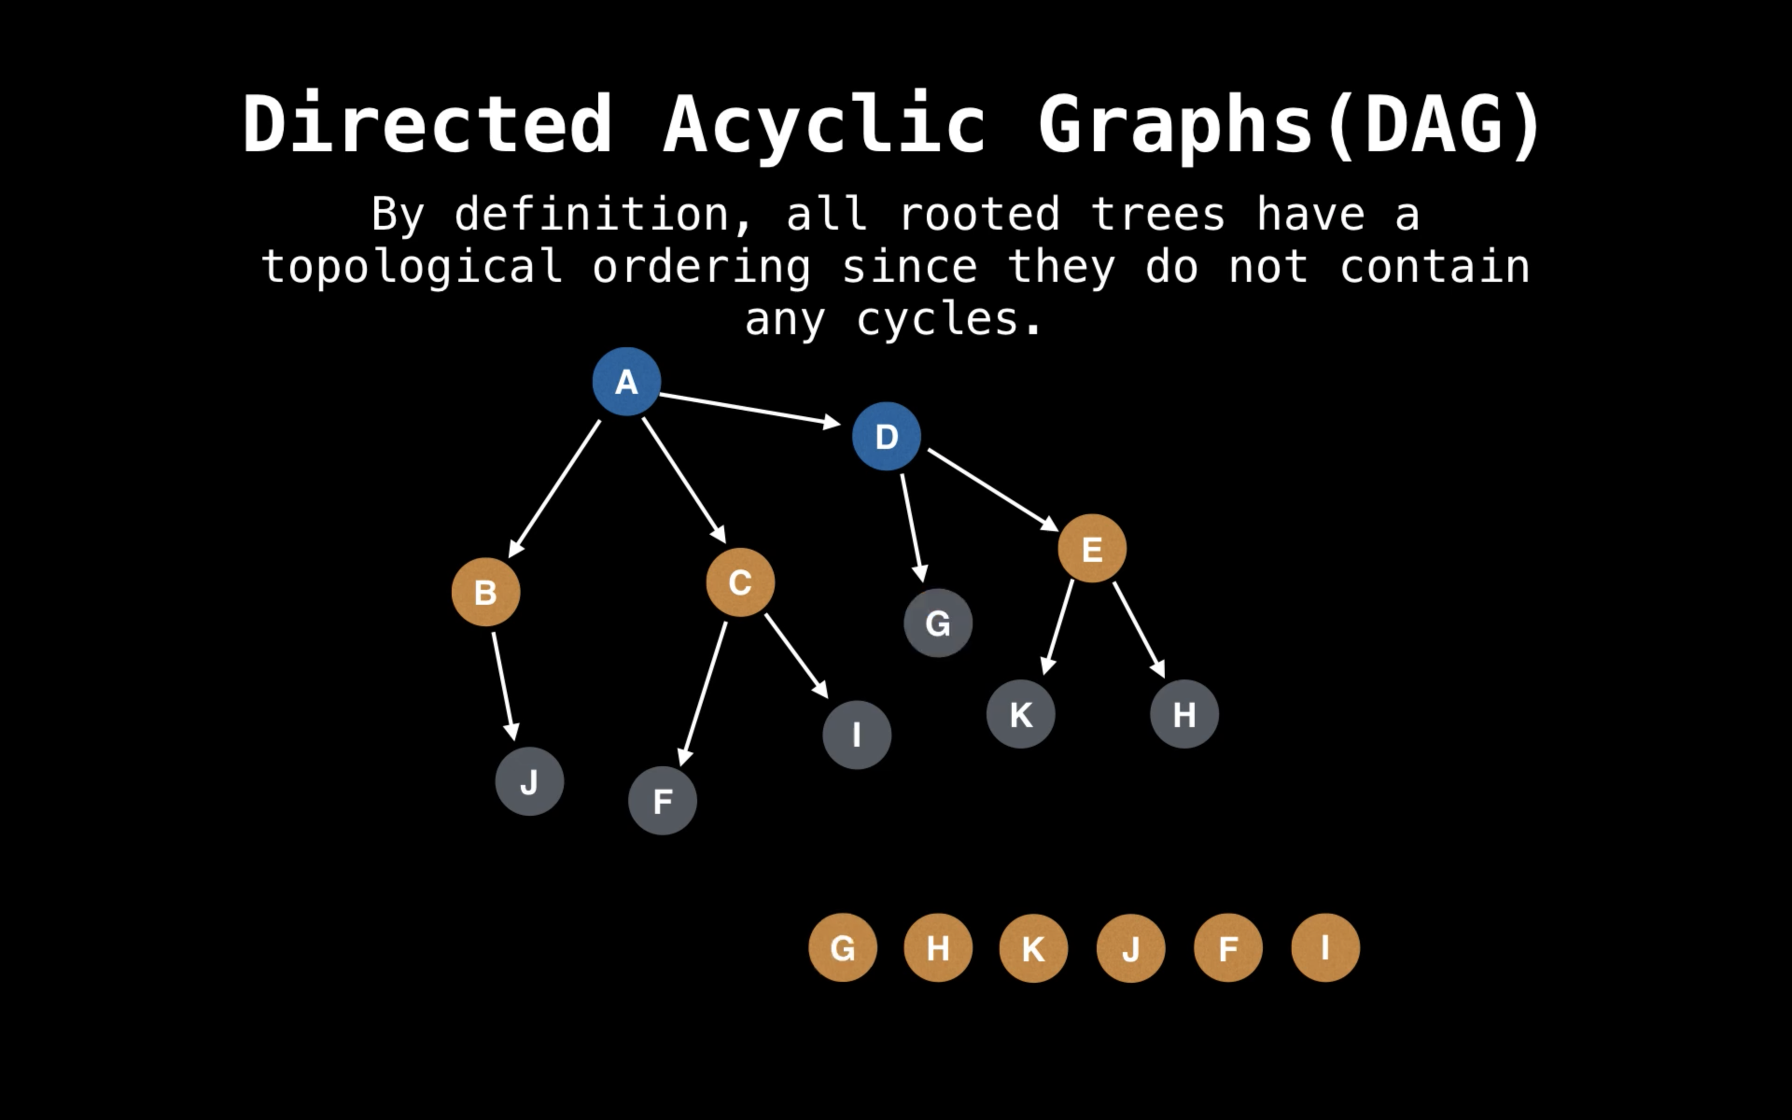 Directed Acyclic Graphs(DAG)
By definition, all rooted trees have a
topological ordering since they do not contain
any cycles.
A
D
E
B
C
G
K
H
I
J
F
G H K J F I